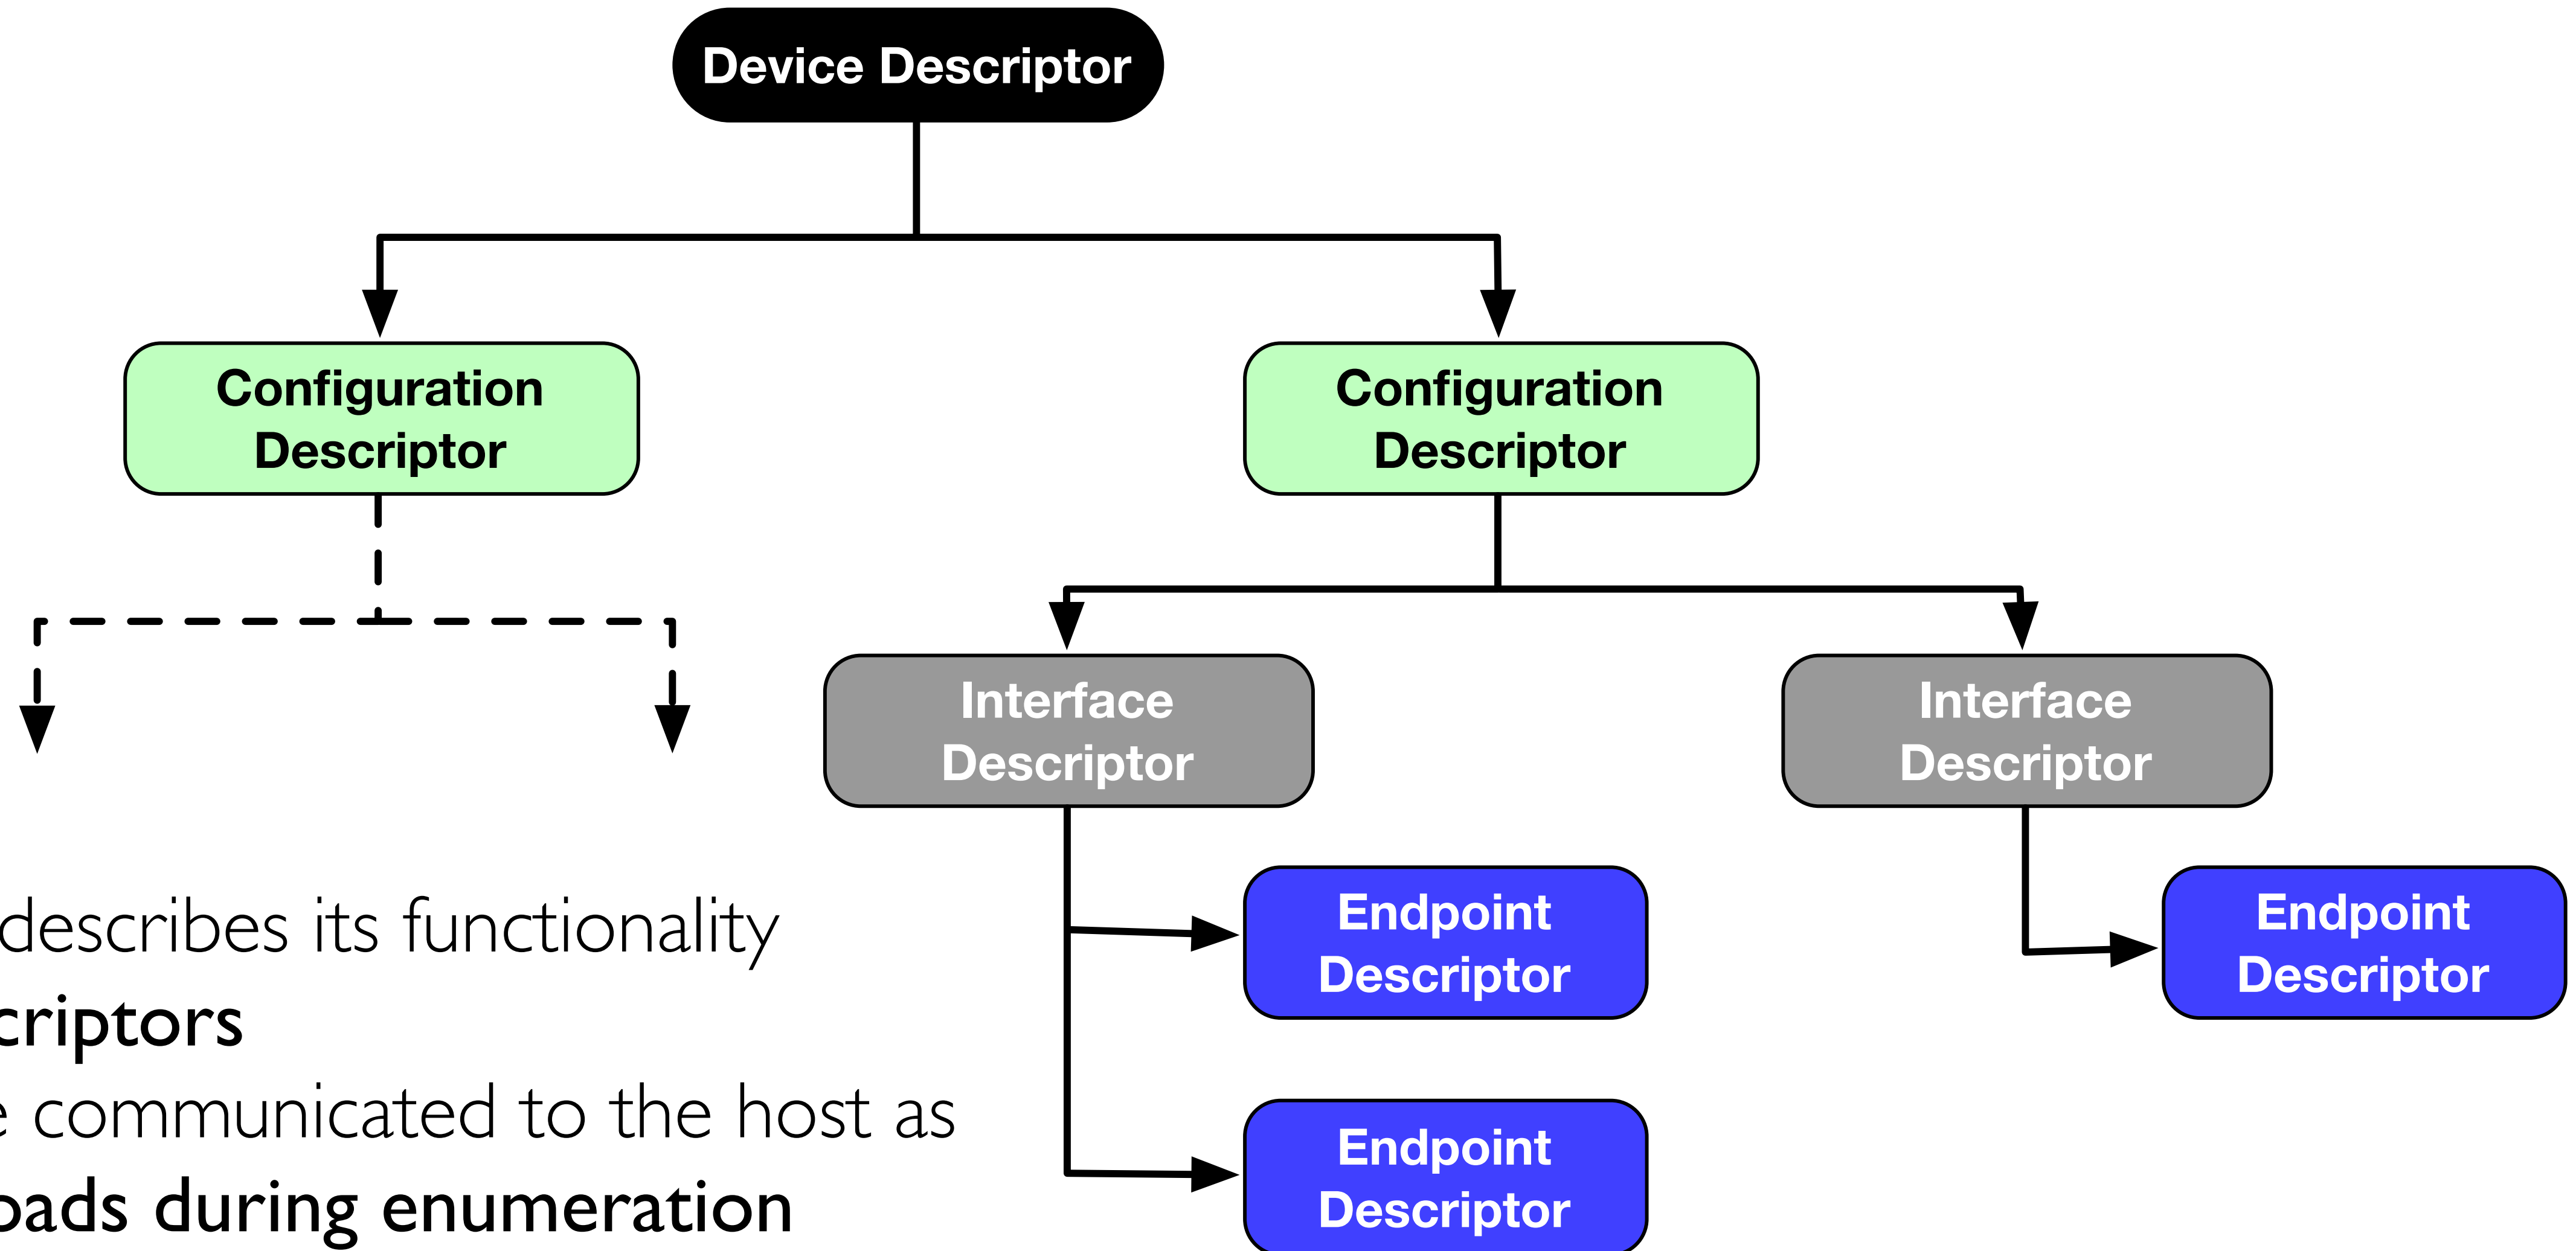 Device Descriptor
Configuration
Descriptor
Configuration
Descriptor
Interface
Descriptor
Interface
Descriptor
Endpoint
Descriptor
Endpoint
Descriptor
Endpoint
Descriptor
describes its functionality
criptors
communicated to the host as
oads during enumeration